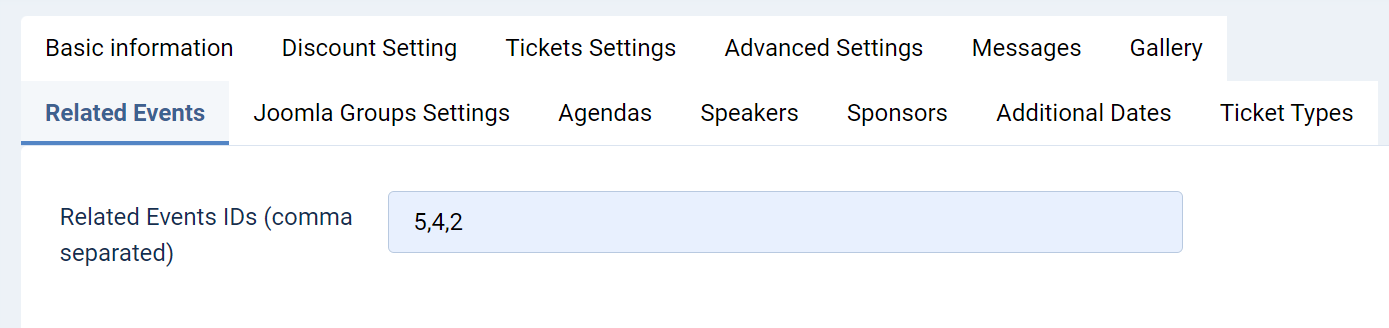 Basic information Discount Setting Tickets Settings Advanced Settings Messages Gallery
Related Events Joomla Groups Settings Agendas Speakers Sponsors Additional Dates Ticket Types
Related Events IDs (comma
separated)
5,4,2